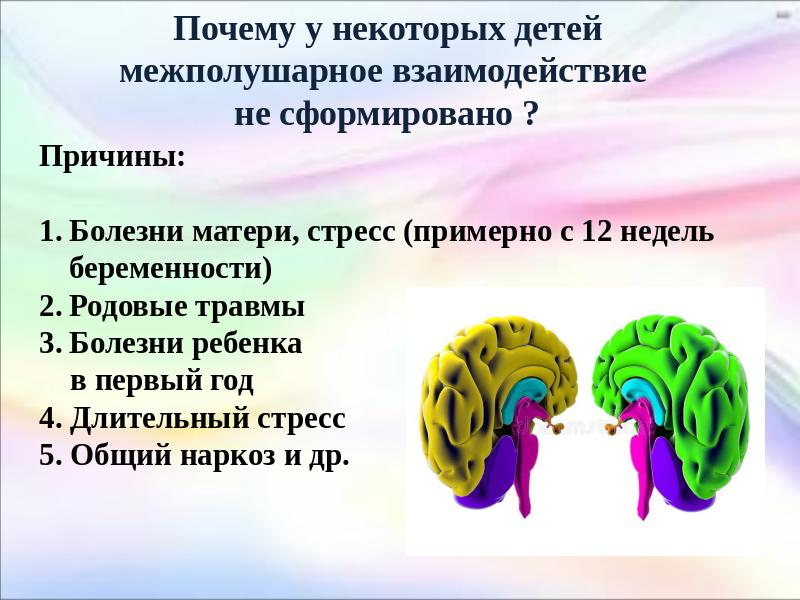 Почему у некоторых детей
межполушарное взаимодействие
не сформировано ?
Причины:
1. Болезни матери, стресс (примерно с 12 недель
беременности)
2. Родовые травмы
3. Болезни ребенка
в первый год
4. Длительный стресс
5. Общий наркоз и др.